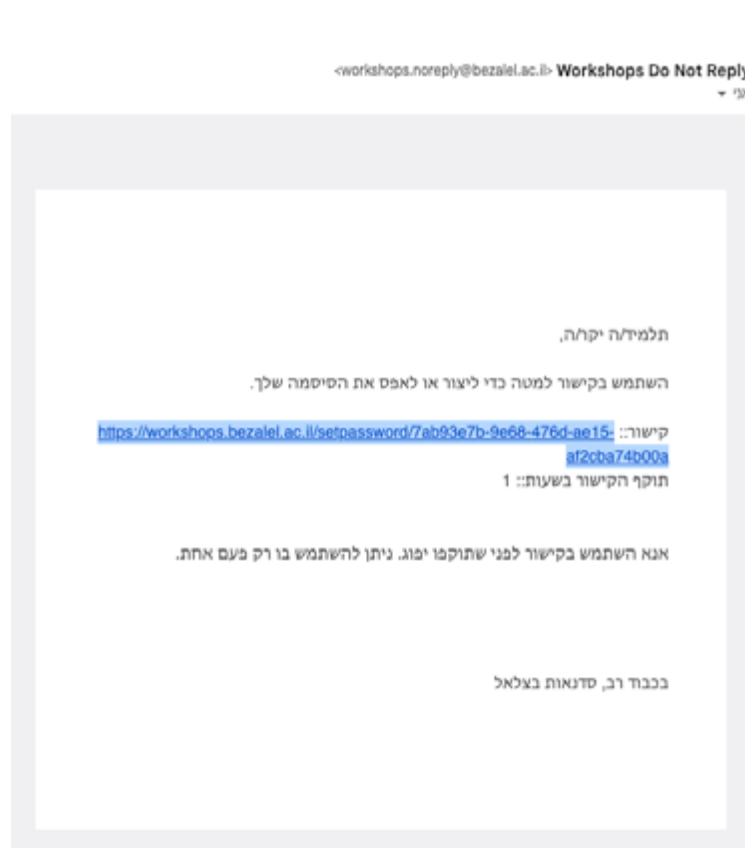 Workshops Do Not Reply <workshops.noreply@bezalel.ac.il>
תלמיד/ה יקר/ה,
השתמש בקישור למטה כדי ליצור או לאפס את הסיסמה שלך.
קישור:: https://workshops.bezalel.ac.il/setpassword/7ab93e7b-9e68-476d-ae15-
af2cba74b00a
תוקף הקישור בשעות:: 1
אנא השתמש בקישור לפני שתוקפו יפוג. ניתן להשתמש בו רק פעם אחת.
בכבוד רב, סדנאות בצלאל